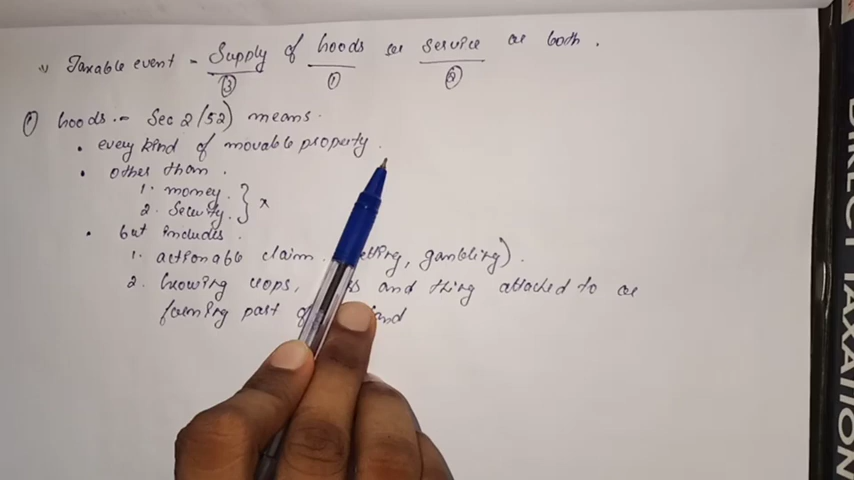 Taxable event - Supply of Goods or service or both.
③ ① ②
① Goods :- Sec 2(52) means.
• every kind of movable property.
• other than.
1. money.
2. Security. } x
• but includes.
1. actionable claim. gambling).
2. Growing crops, and thing attached to or
forming part of land
DIRECT TAXATION